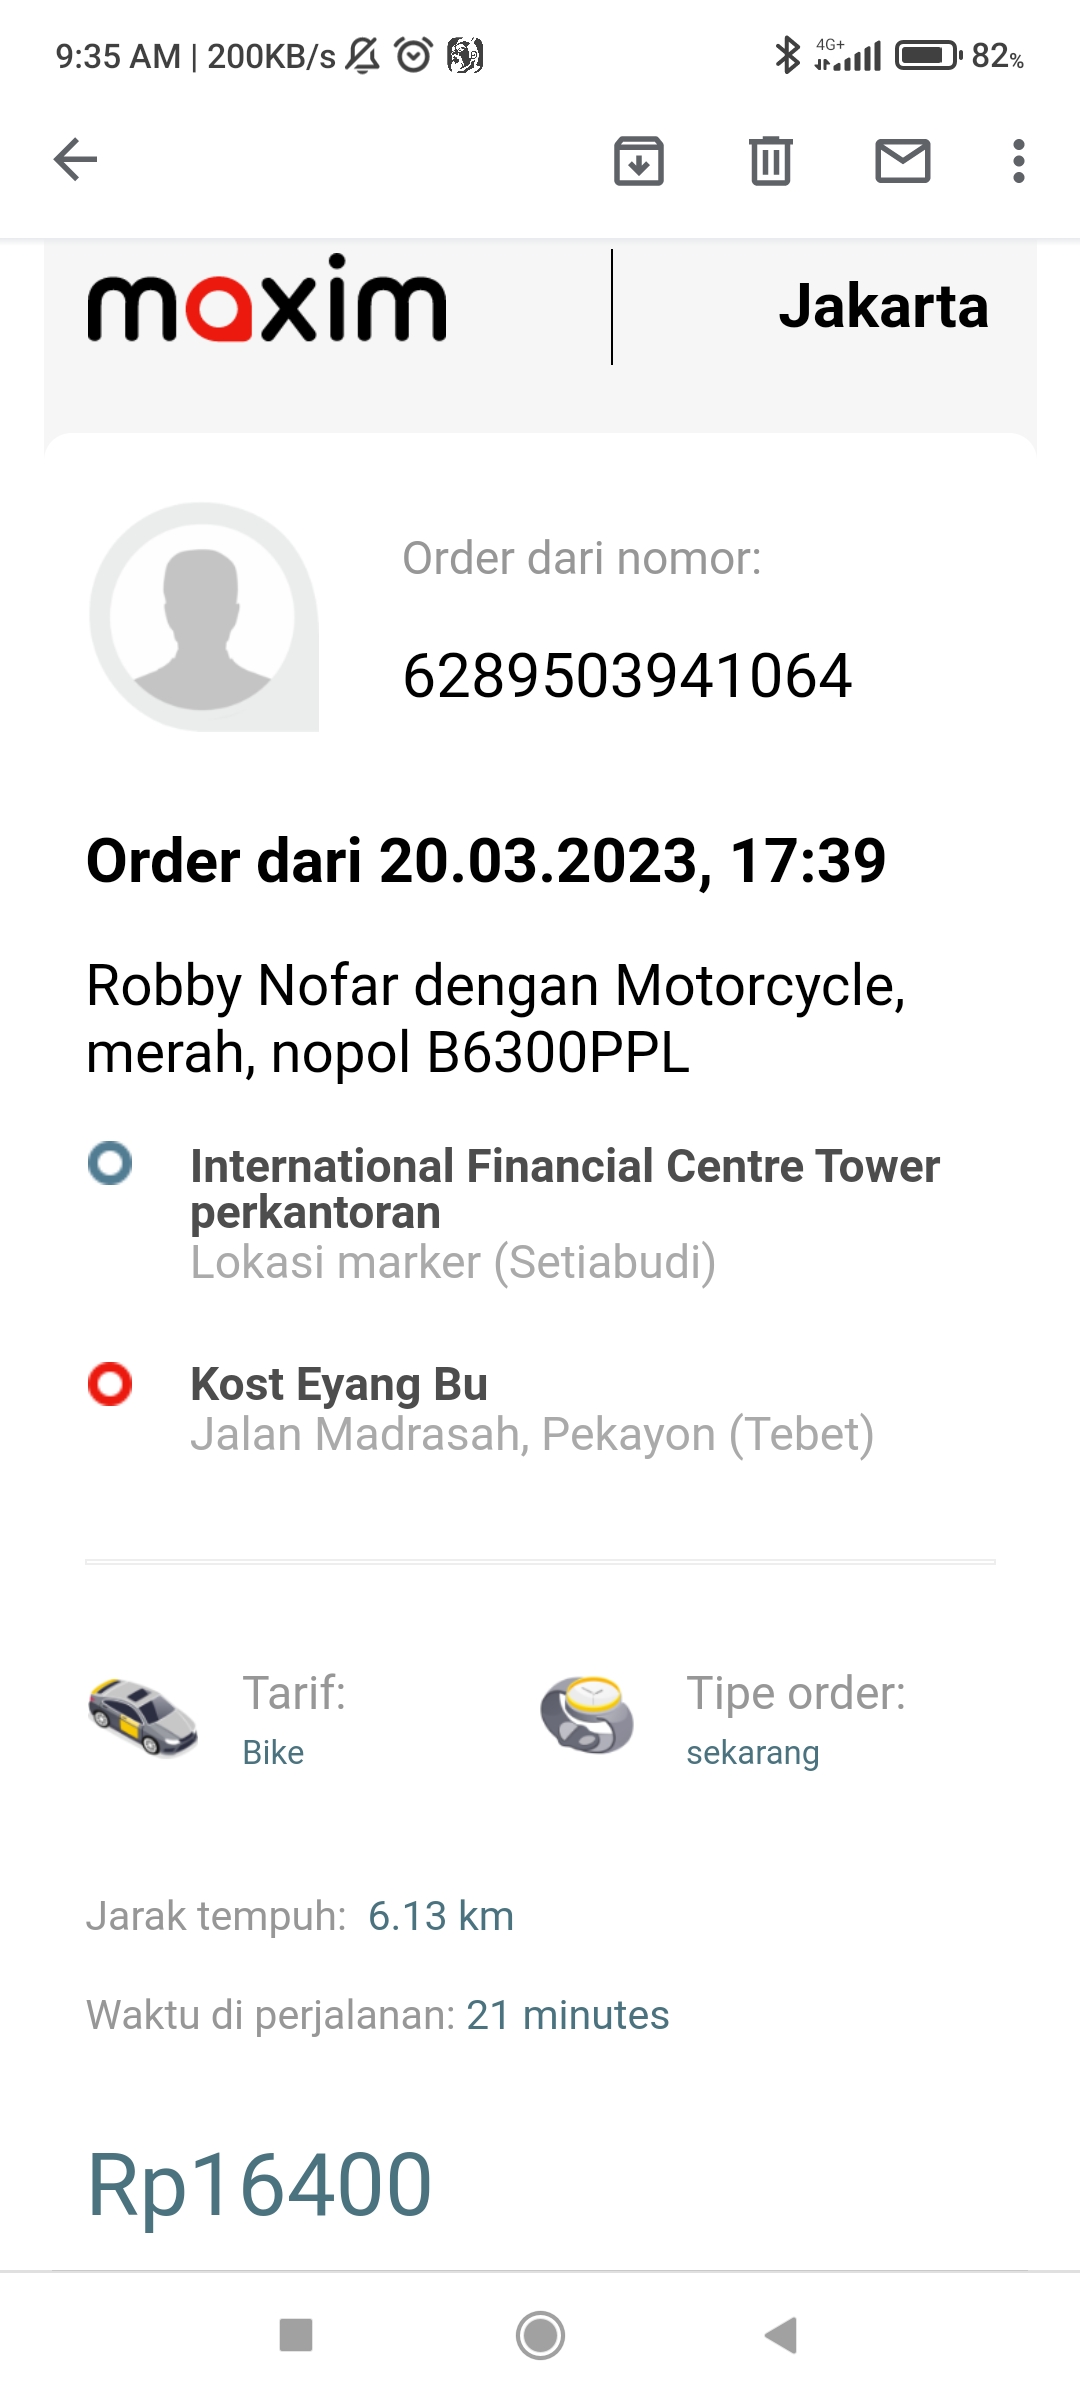 9:35 AM | 200KB/s 4G+ 82%
maxim Jakarta
Order dari nomor:
6289503941064
Order dari 20.03.2023, 17:39
Robby Nofar dengan Motorcycle,
merah, nopol B6300PPL
International Financial Centre Tower
perkantoran
Lokasi marker (Setiabudi)
Kost Eyang Bu
Jalan Madrasah, Pekayon (Tebet)
Tarif: Tipe order:
Bike sekarang
Jarak tempuh: 6.13 km
Waktu di perjalanan: 21 minutes
Rp16400